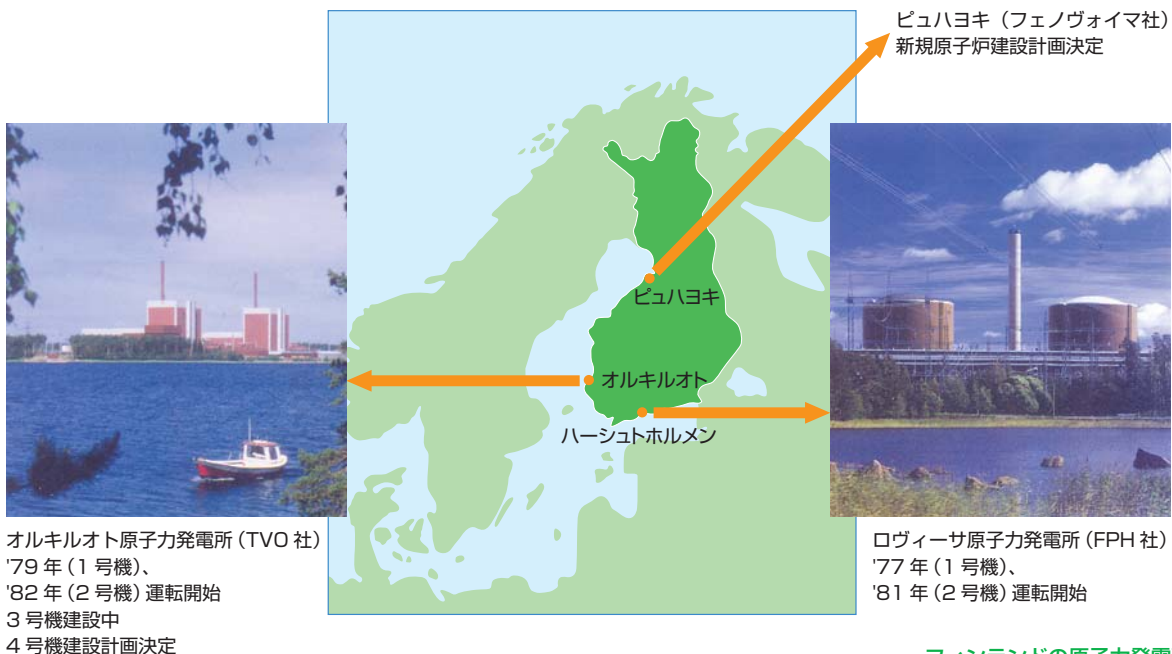 ピュハヨキ（フェノヴォイマ社）
新規原子炉建設計画決定
ピュハヨキ
オルキルオト
ハーシュトホルメン
オルキルオト原子力発電所（TVO 社）
'79 年（1 号機）、
'82 年（2 号機）運転開始
3 号機建設中
4 号機建設計画決定
ロヴィーサ原子力発電所（FPH 社）
'77 年（1 号機）、
'81 年（2 号機）運転開始